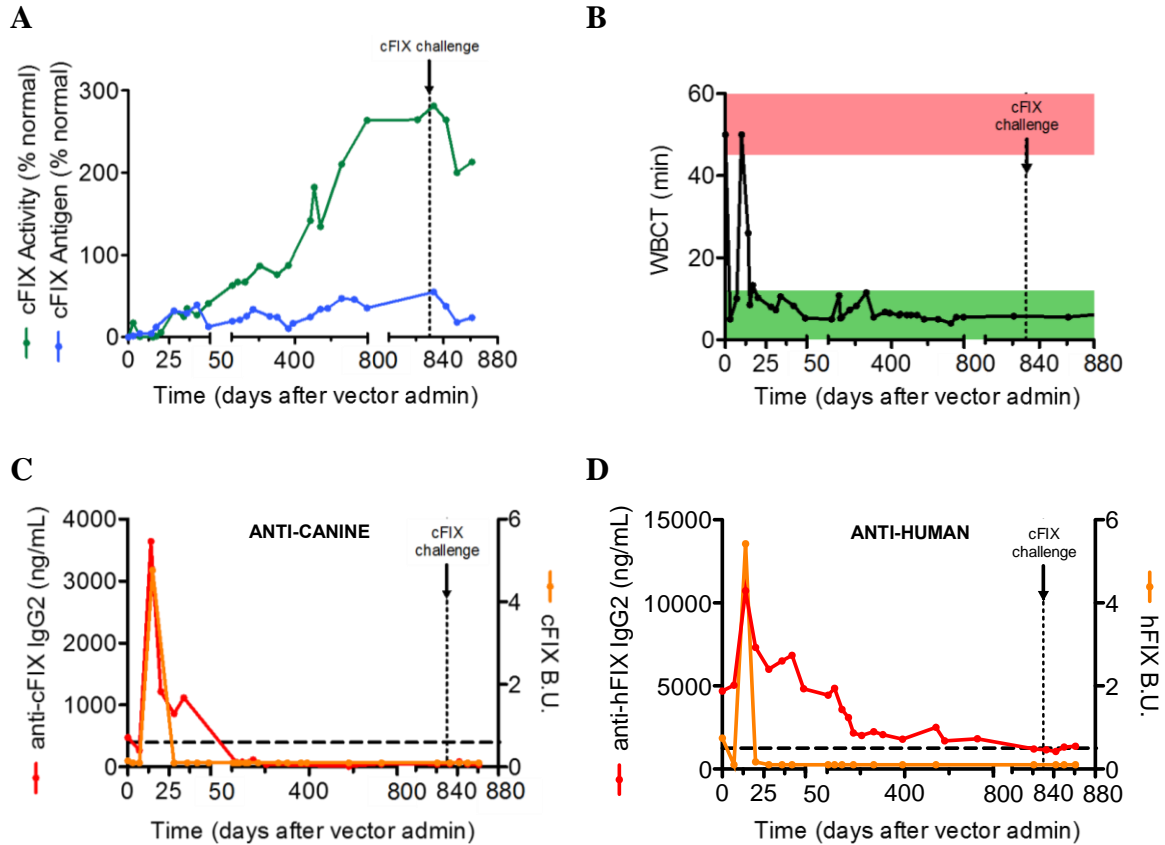 A
cFIX challenge
cFIX Activity (% normal)
cFIX Antigen (% normal)
300
200
100
0
0 25 50 400 800 840 880
Time (days after vector admin)
B
cFIX
challenge
WBCT (min)
60
40
20
0
0 25 50 400 800 840 880
Time (days after vector admin)
C
ANTI-CANINE
cFIX
challenge
anti-cFIX IgG2 (ng/mL)
cFIX B.U.
4000
3000
2000
1000
0
6
4
2
0
0 25 50 400 800 840 880
Time (days after vector admin)
D
ANTI-HUMAN
cFIX
challenge
anti-hFIX IgG2 (ng/mL)
hFIX B.U.
15000
10000
5000
0
6
4
2
0
0 25 50 400 800 840 880
Time (days after vector admin)